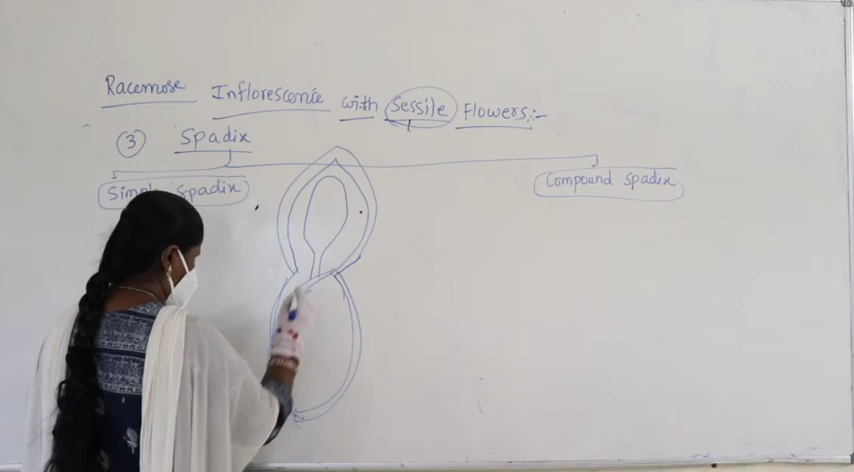 Racemose Inflorescence with Sessile Flowers:-
③ Spadix
Simple Spadix
Compound Spadix